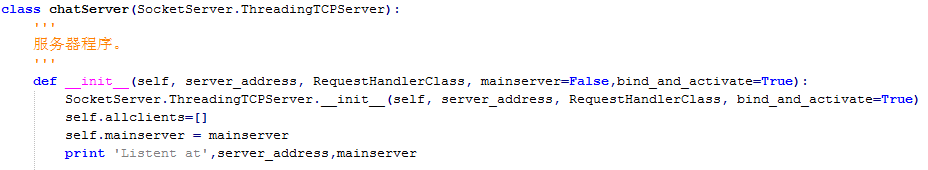 class chatServer(SocketServer.ThreadingTCPServer):
    '''
    服务器程序。
    '''
    def __init__(self, server_address, RequestHandlerClass, mainserver=False,bind_and_activate=True):
        SocketServer.ThreadingTCPServer.__init__(self, server_address, RequestHandlerClass, bind_and_activate=True)
        self.allclients=[]
        self.mainserver = mainserver
        print 'Listent at',server_address,mainserver